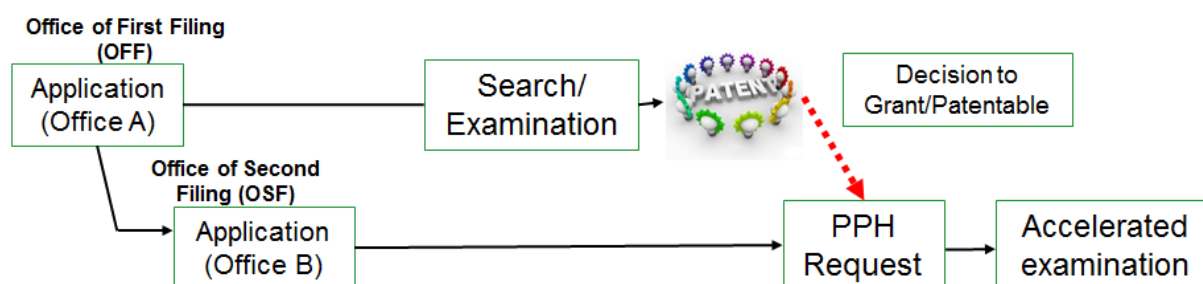 Office of First Filing
(OFF)
Application
(Office A)
Search/
Examination
PATENT
Decision to
Grant/Patentable
Office of Second
Filing (OSF)
Application
(Office B)
PPH
Request
Accelerated
examination